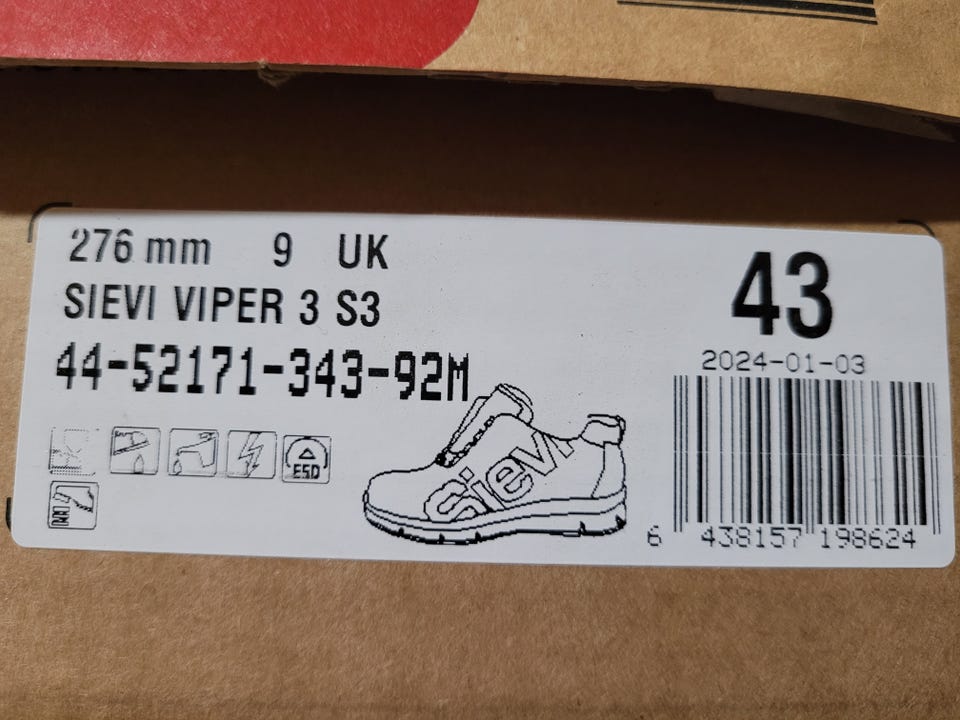 276 mm 9 UK
SIEVI VIPER 3 S3
44-52171-343-92M
43
2024-01-03
ESD
Sievi
6 438157 198624